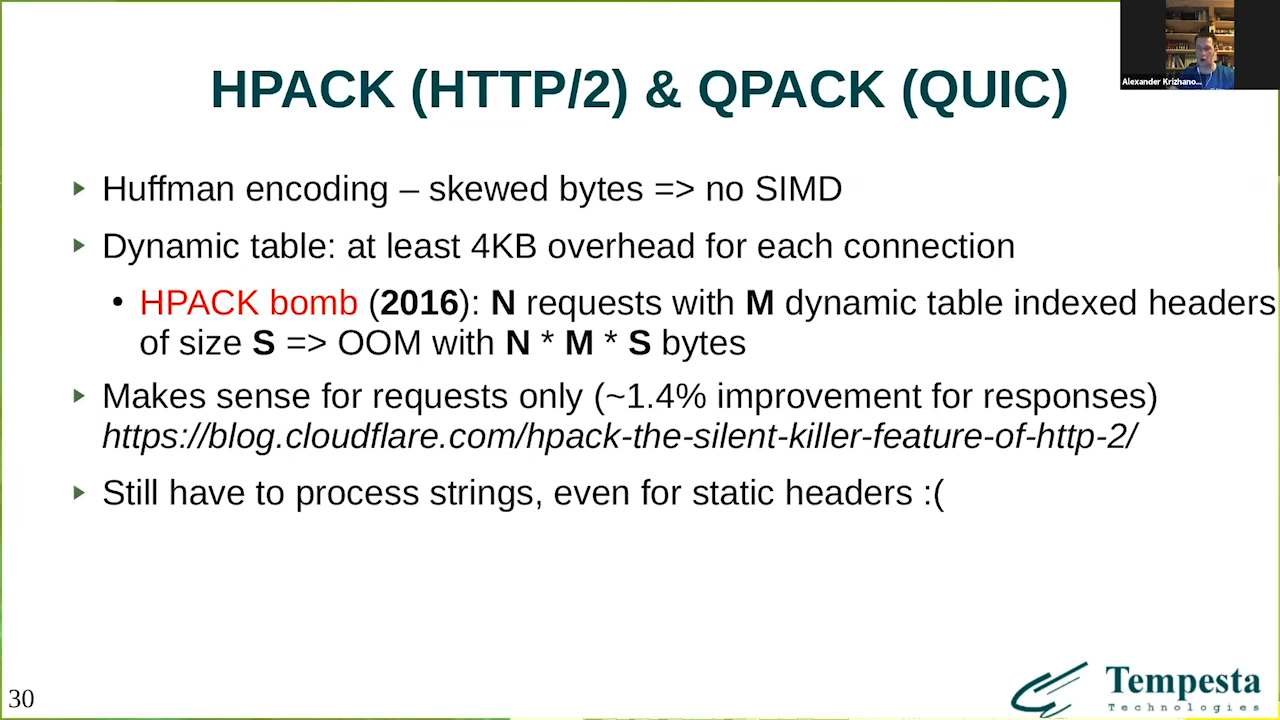 Alexander Krizhano...
HPACK (HTTP/2) & QPACK (QUIC)
Huffman encoding – skewed bytes => no SIMD
Dynamic table: at least 4KB overhead for each connection
HPACK bomb (2016): N requests with M dynamic table indexed headers
of size S => OOM with N * M * S bytes
Makes sense for requests only (~1.4% improvement for responses)
https://blog.cloudflare.com/hpack-the-silent-killer-feature-of-http-2/
Still have to process strings, even for static headers :(
30
Tempesta
Technologies